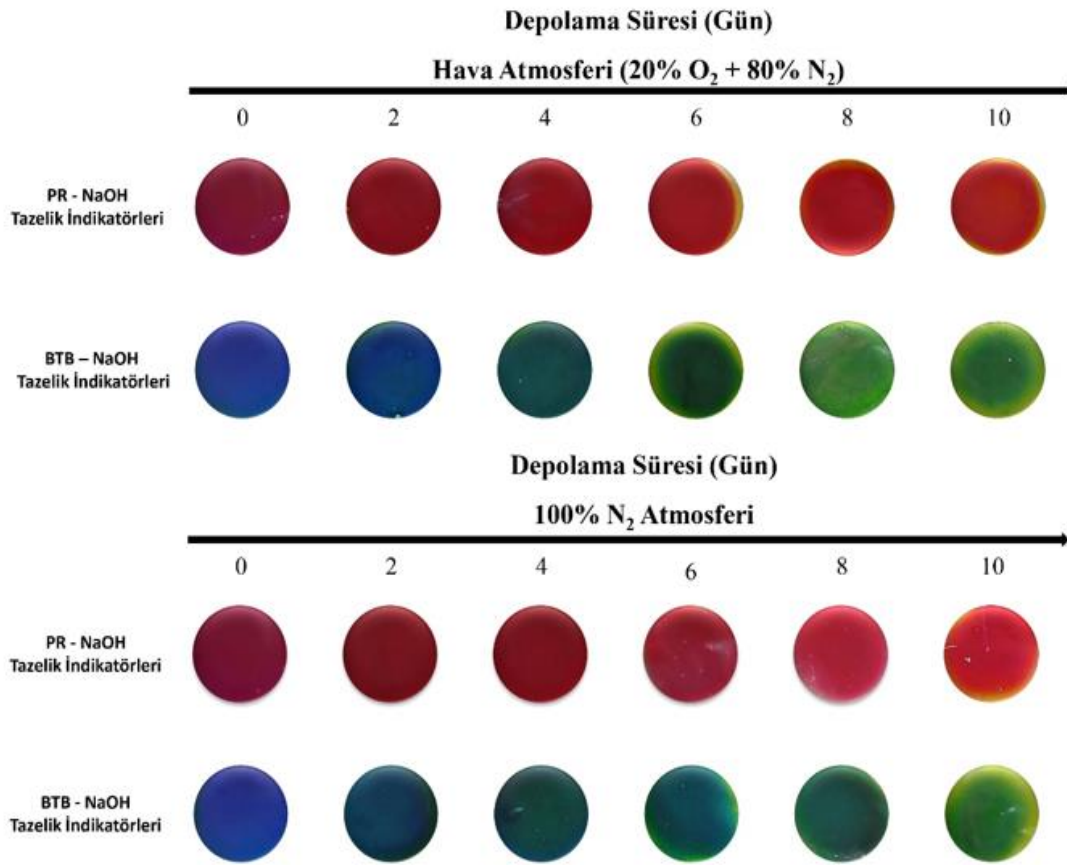 Depolama Süresi (Gün)
Hava Atmosferi (20% O₂ + 80% N₂)
0 2 4 6 8 10
PR - NaOH
Tazelik İndikatörleri
BTB – NaOH
Tazelik İndikatörleri
Depolama Süresi (Gün)
100% N₂ Atmosferi
0 2 4 6 8 10
PR - NaOH
Tazelik İndikatörleri
BTB - NaOH
Tazelik İndikatörleri